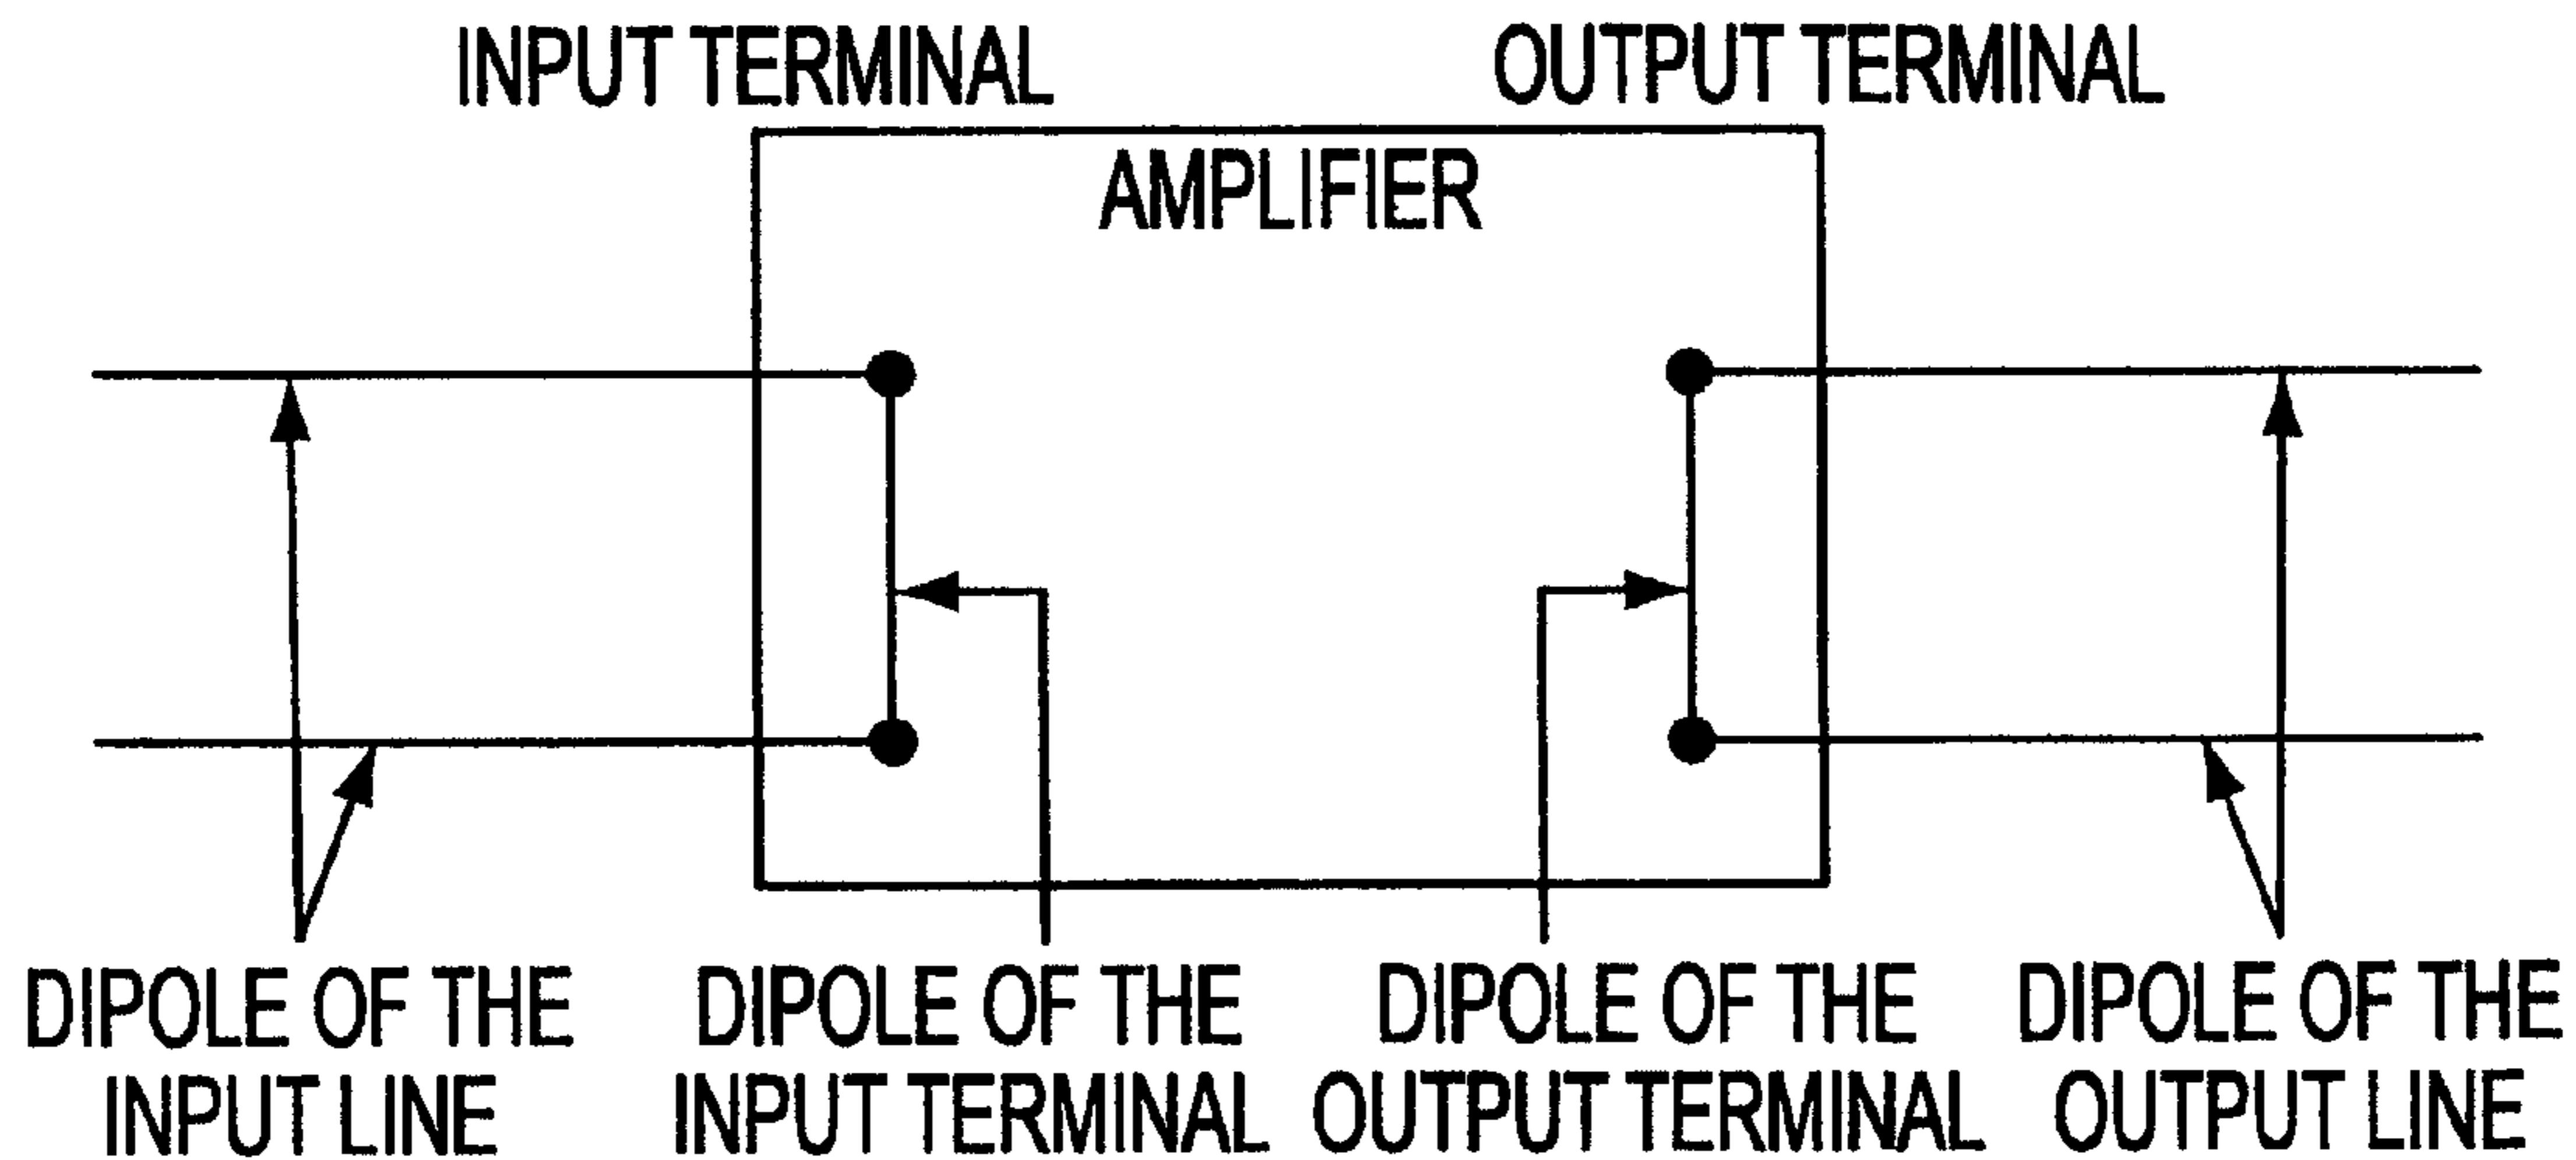 INPUT TERMINAL
OUTPUT TERMINAL
AMPLIFIER
DIPOLE OF THE
INPUT LINE
DIPOLE OF THE
INPUT TERMINAL
DIPOLE OF THE
OUTPUT TERMINAL
DIPOLE OF THE
OUTPUT LINE